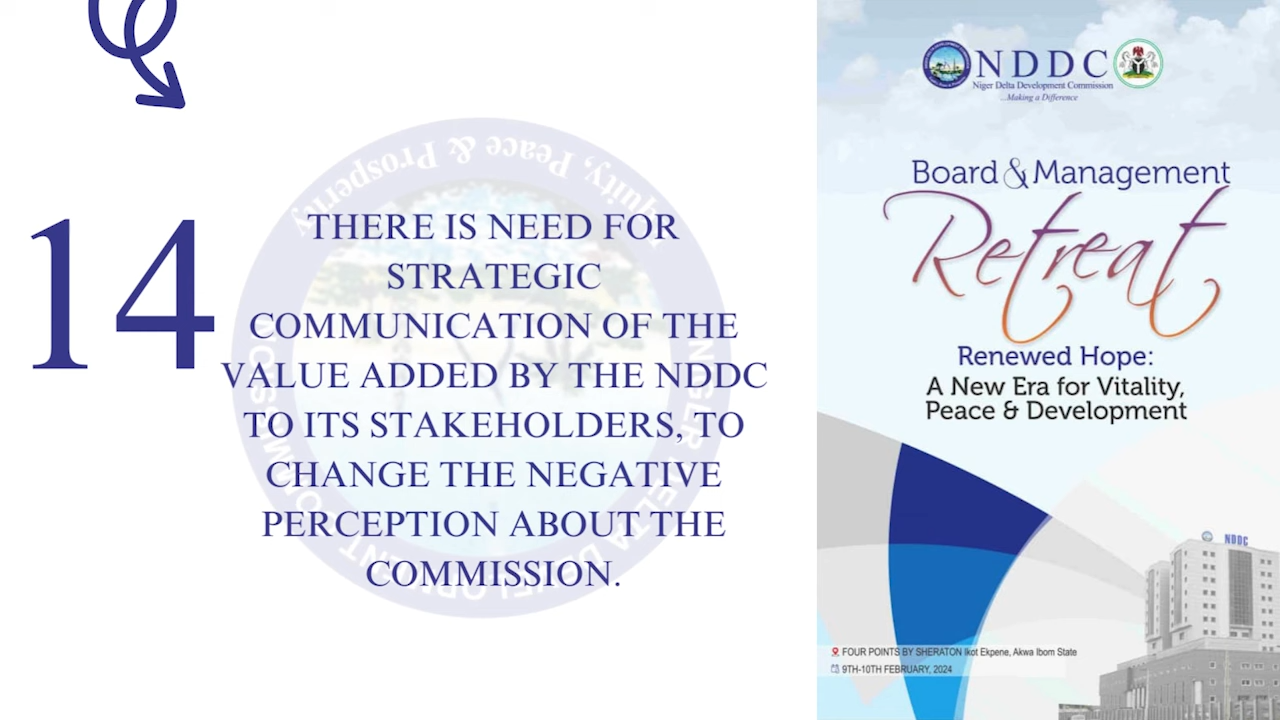 14
THERE IS NEED FOR
STRATEGIC
COMMUNICATION OF THE
VALUE ADDED BY THE NDDC
TO ITS STAKEHOLDERS, TO
CHANGE THE NEGATIVE
PERCEPTION ABOUT THE
COMMISSION.
NDDC
Niger Delta Development Commission
...Making a Difference
Board & Management
Retreat
Renewed Hope:
A New Era for Vitality,
Peace & Development
NDDC
FOUR POINTS BY SHERATON Ikot Ekpene, Akwa Ibom State
9TH-10TH FEBRUARY, 2024